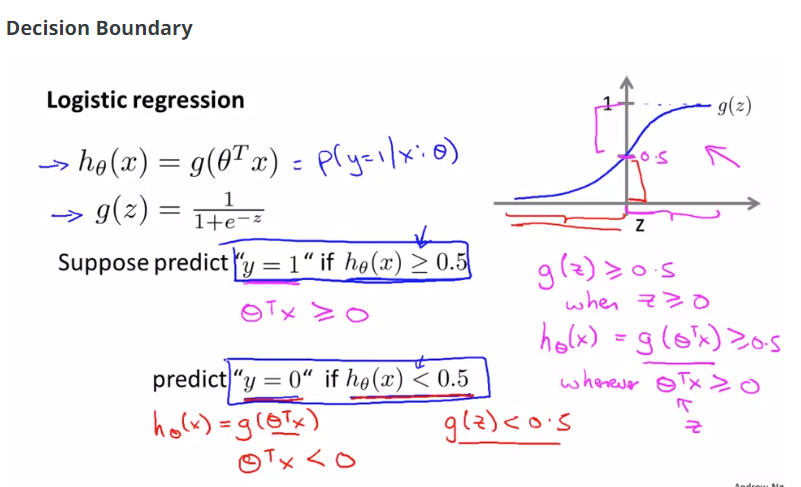 Decision Boundary
Logistic regression
→ hθ(x) = g(θᵀx) = P(y=1|x;θ)
→ g(z) = 1/(1+e⁻ᶻ)
1
g(z)
0.5
z
Suppose predict "y = 1" if hθ(x) ≥ 0.5
θᵀx ≥ 0
g(z) ≥ 0.5
when z ≥ 0
hθ(x) = g(θᵀx) ≥ 0.5
whenever θᵀx ≥ 0
z
predict "y = 0" if hθ(x) < 0.5
hθ(x) = g(θᵀx)
g(z) < 0.5
θᵀx < 0